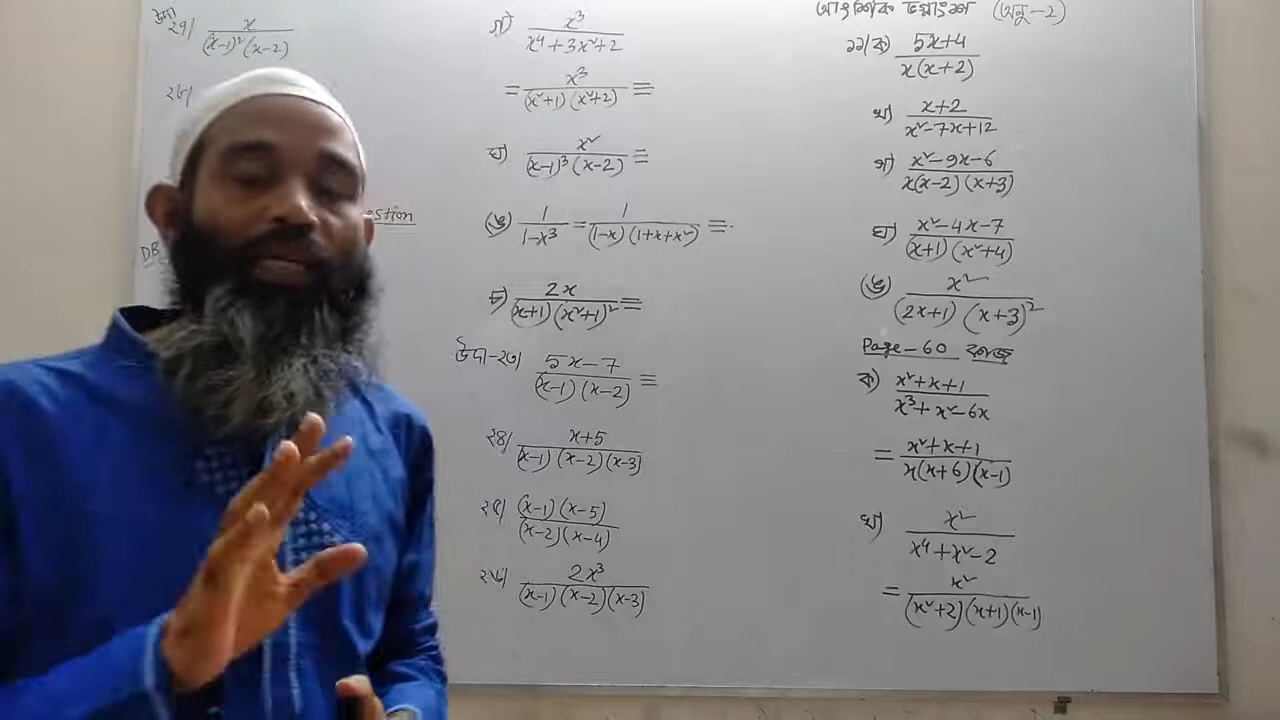 উদা
২৭/ x/((x-1)²(x-2))
২৮/
estion
DB
গ) x³/(x⁴+3x²+2)
= x³/((x²+1)(x²+2)) ≡
ঘ) x²/((x-1)³(x-2)) ≡
(ঙ) 1/(1-x³) = 1/((1-x)(1+x+x²)) ≡
চ) 2x/((x+1)(x²+1)²) ≡
উদা-২৩/ (5x-7)/((x-1)(x-2)) ≡
২৪/ (x+5)/((x-1)(x-2)(x-3))
২৫/ ((x-1)(x-5))/((x-2)(x-4))
২৬/ 2x³/((x-1)(x-2)(x-3))
আংশিক ভগ্নাংশ (অনু-2)
১১/ক) (5x+4)/(x(x+2))
খ) (x+2)/(x²-7x+12)
গ) (x²-9x-6)/(x(x-2)(x+3))
ঘ) (x²-4x-7)/((x+1)(x²+4))
(ঙ) x²/((2x+1)(x+3)²)
Page-60 কাজ
ক) (x²+x+1)/(x³+x²-6x)
= (x²+x+1)/(x(x+6)(x-1))
খ) x²/(x⁴+x²-2)
= x²/((x²+2)(x+1)(x-1))